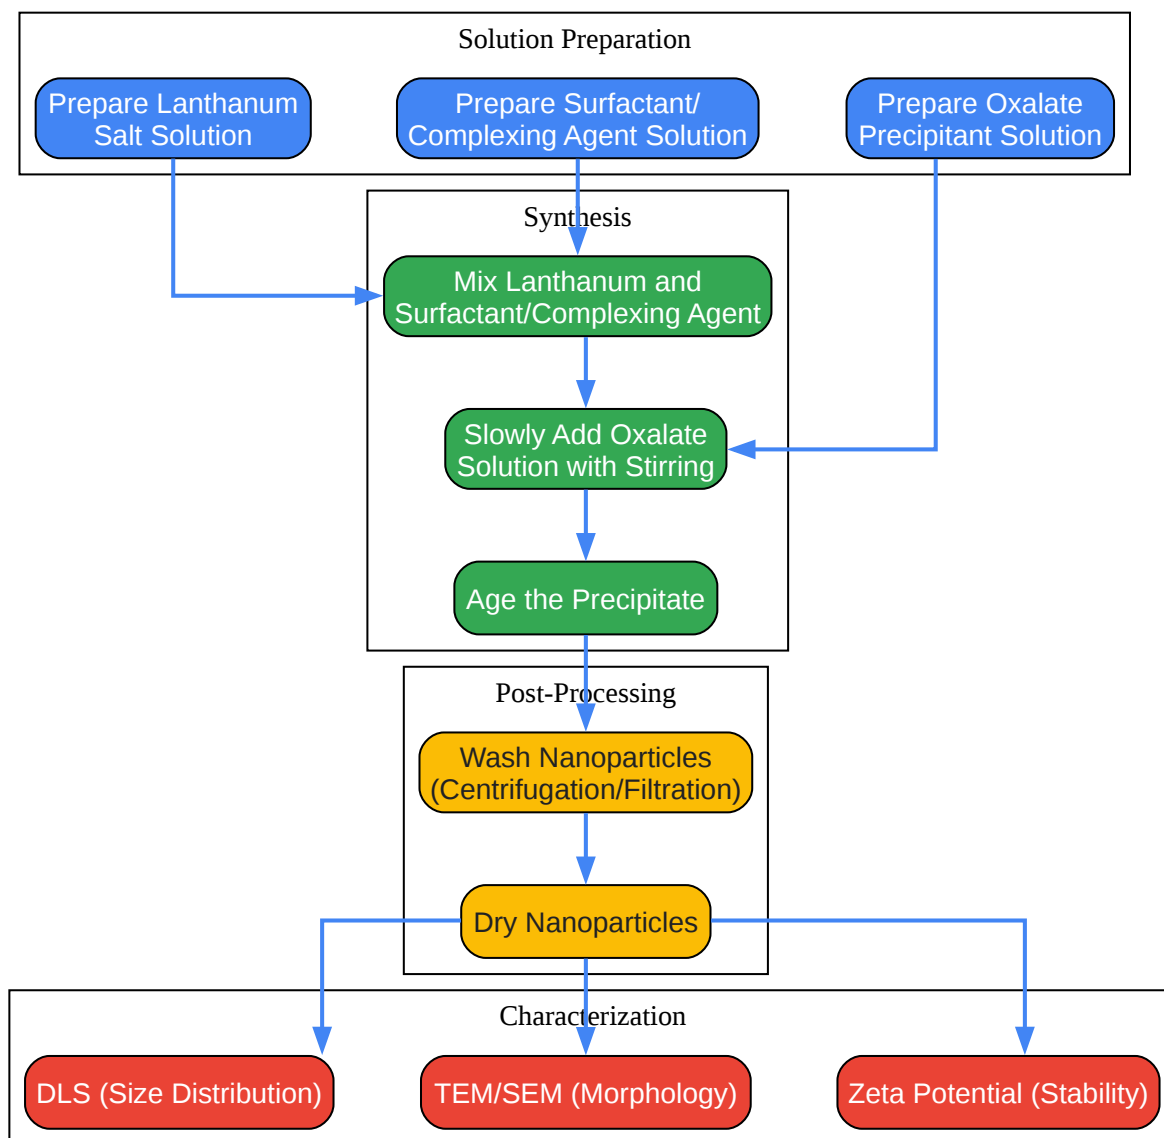 Solution Preparation
Prepare Lanthanum
Salt Solution
Prepare Surfactant/
Complexing Agent Solution
Prepare Oxalate
Precipitant Solution
Synthesis
Mix Lanthanum and
Surfactant/Complexing Agent
Slowly Add Oxalate
Solution with Stirring
Age the Precipitate
Post-Processing
Wash Nanoparticles
(Centrifugation/Filtration)
Dry Nanoparticles
Characterization
DLS (Size Distribution)
TEM/SEM (Morphology)
Zeta Potential (Stability)